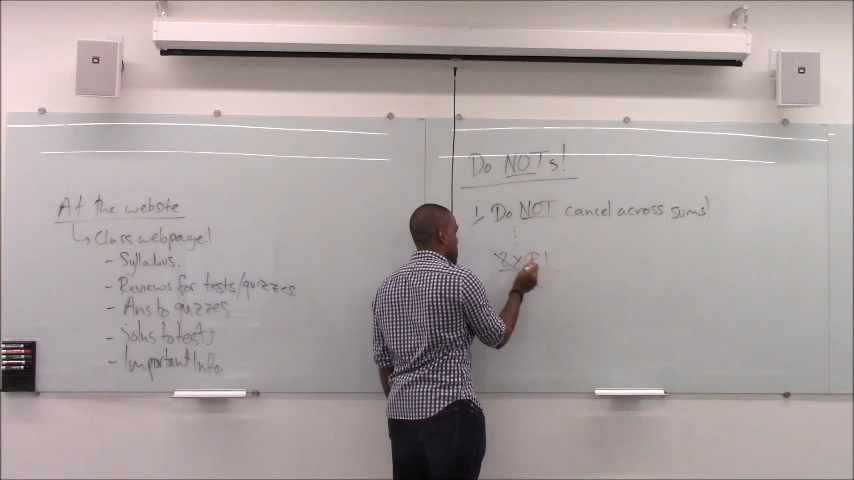 At the website
↳ Class webpage!
- Syllabus.
- Reviews for tests/quizzes.
- Ans to quizzes
- solns to tests
- Important Info.
Do NOTs!
1. Do NOT cancel across sums!